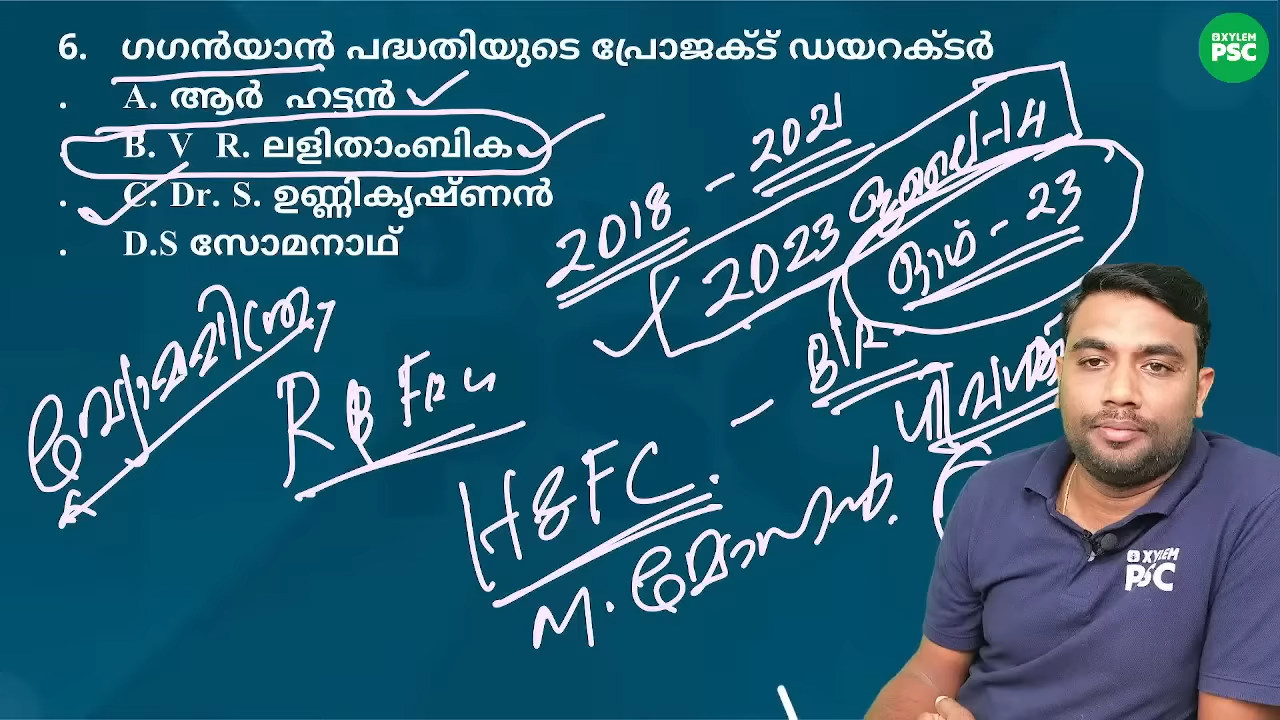 6. ഗഗൻയാൻ പദ്ധതിയുടെ പ്രോജക്ട് ഡയറക്ടർ
. A. ആർ ഹട്ടൻ
B. V R. ലളിതാംബിക
. C. Dr. S. ഉണ്ണികൃഷ്ണൻ
. D.S സോമനാഥ്
XYLEM
PSC
2018 - 2021
2023 ജൂലൈ-14
23
വ്യോമമിത്ര
HSFC.
M. മോഹൻ.
XYLEM
PSC